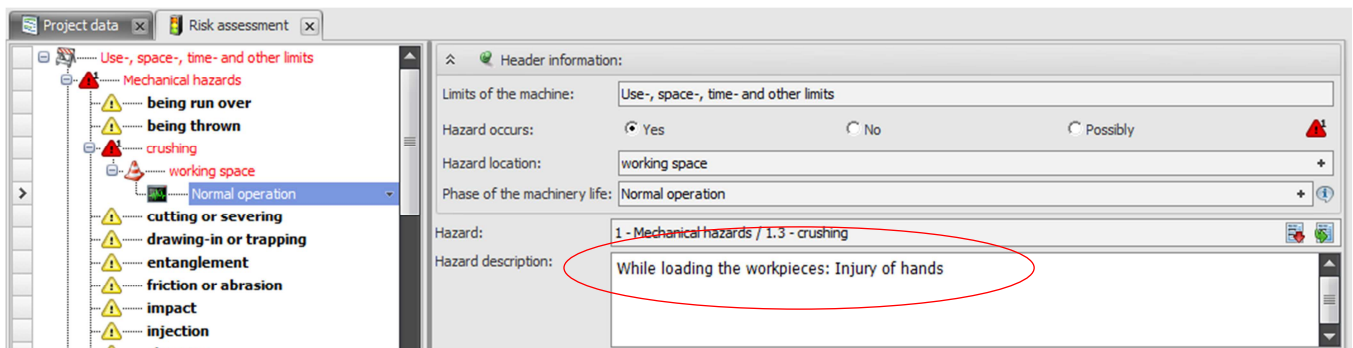 Project data
Risk assessment
Use-, space-, time- and other limits
Mechanical hazards
being run over
being thrown
crushing
working space
Normal operation
cutting or severing
drawing-in or trapping
entanglement
friction or abrasion
impact
injection
Header information:
Limits of the machine: Use-, space-, time- and other limits
Hazard occurs: Yes No Possibly
Hazard location: working space
Phase of the machinery life: Normal operation
Hazard: 1 - Mechanical hazards / 1.3 - crushing
Hazard description: While loading the workpieces: Injury of hands